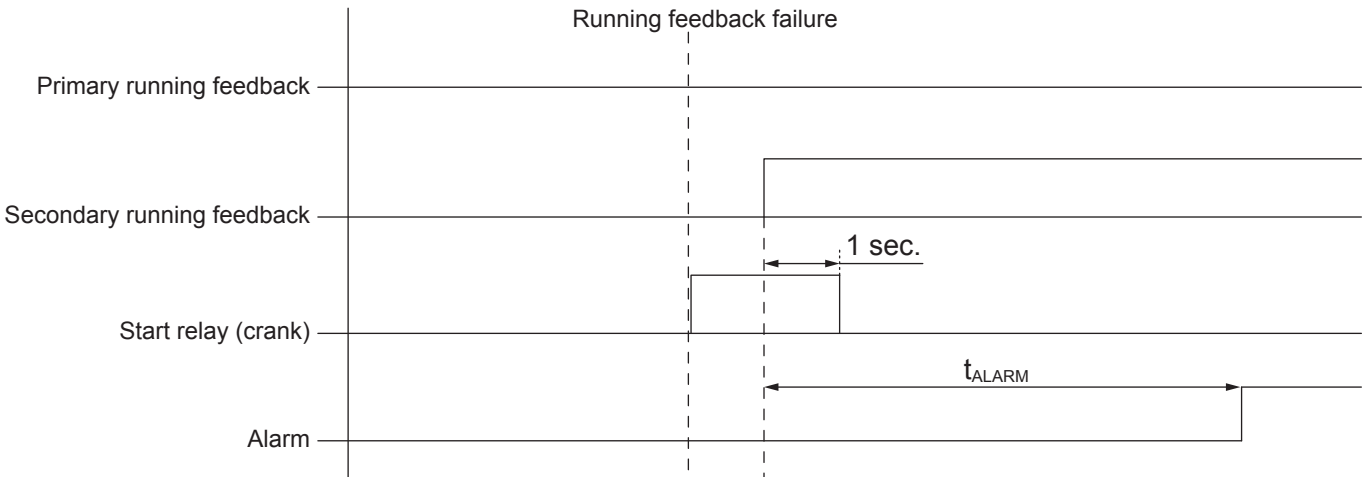 Running feedback failure
Primary running feedback
Secondary running feedback
1 sec.
Start relay (crank)
tALARM
Alarm